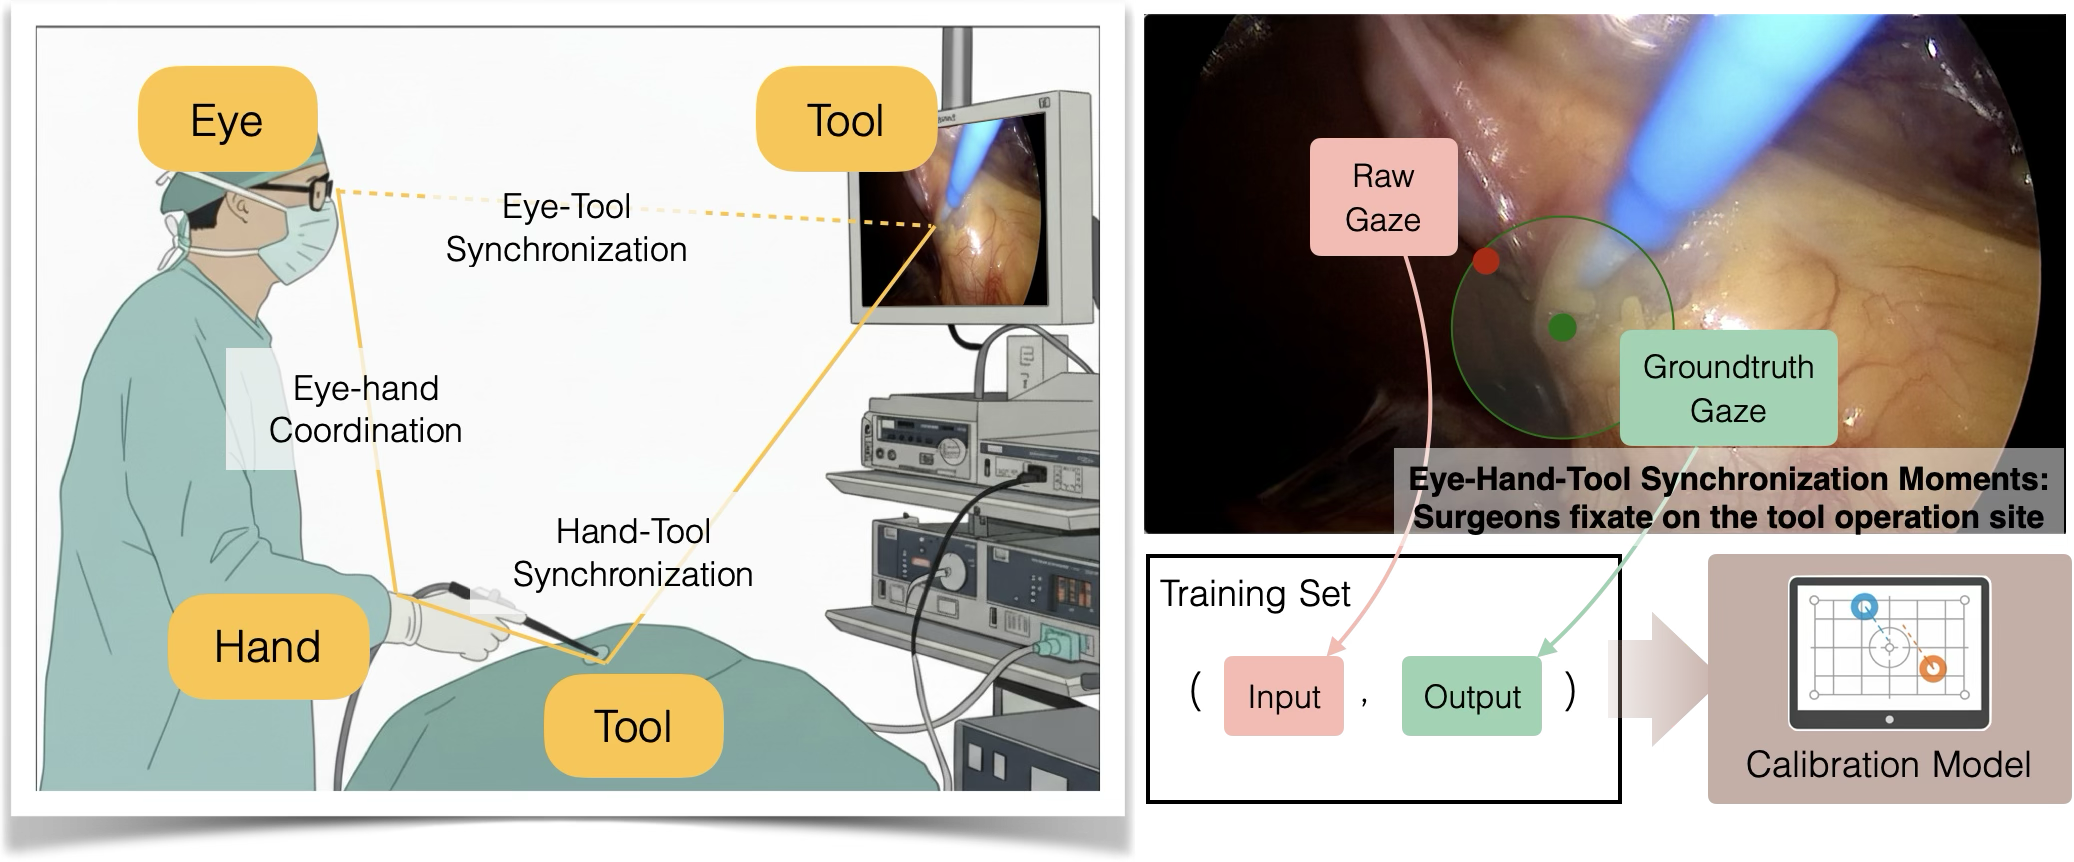 Eye
Tool
Eye-Tool
Synchronization
Eye-hand
Coordination
Hand-Tool
Synchronization
Hand
Tool
Raw
Gaze
Groundtruth
Gaze
Eye-Hand-Tool Synchronization Moments:
Surgeons fixate on the tool operation site
Training Set
( Input , Output )
Calibration Model